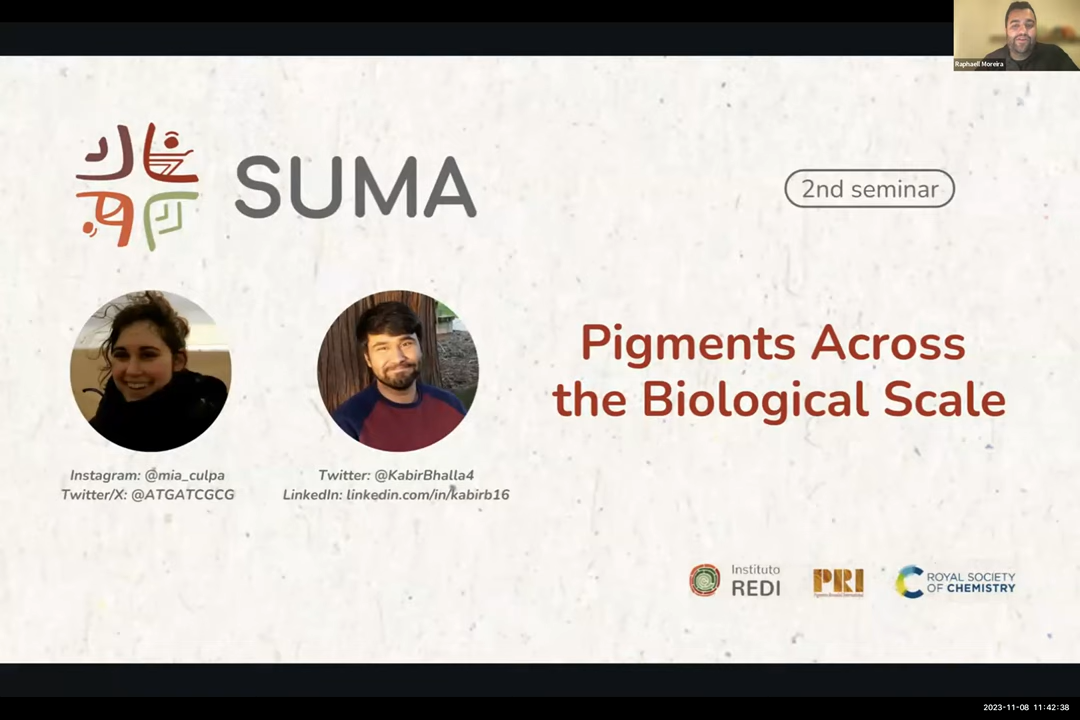 Raphaell Moreira
SUMA
2nd seminar
Pigments Across
the Biological Scale
Instagram: @mia_culpa
Twitter/X: @ATGATCGCG
Twitter: @KabirBhalla4
LinkedIn: linkedin.com/in/kabirb16
Instituto
REDI
PRI
ROYAL SOCIETY
OF CHEMISTRY
2023-11-08 11:42:38